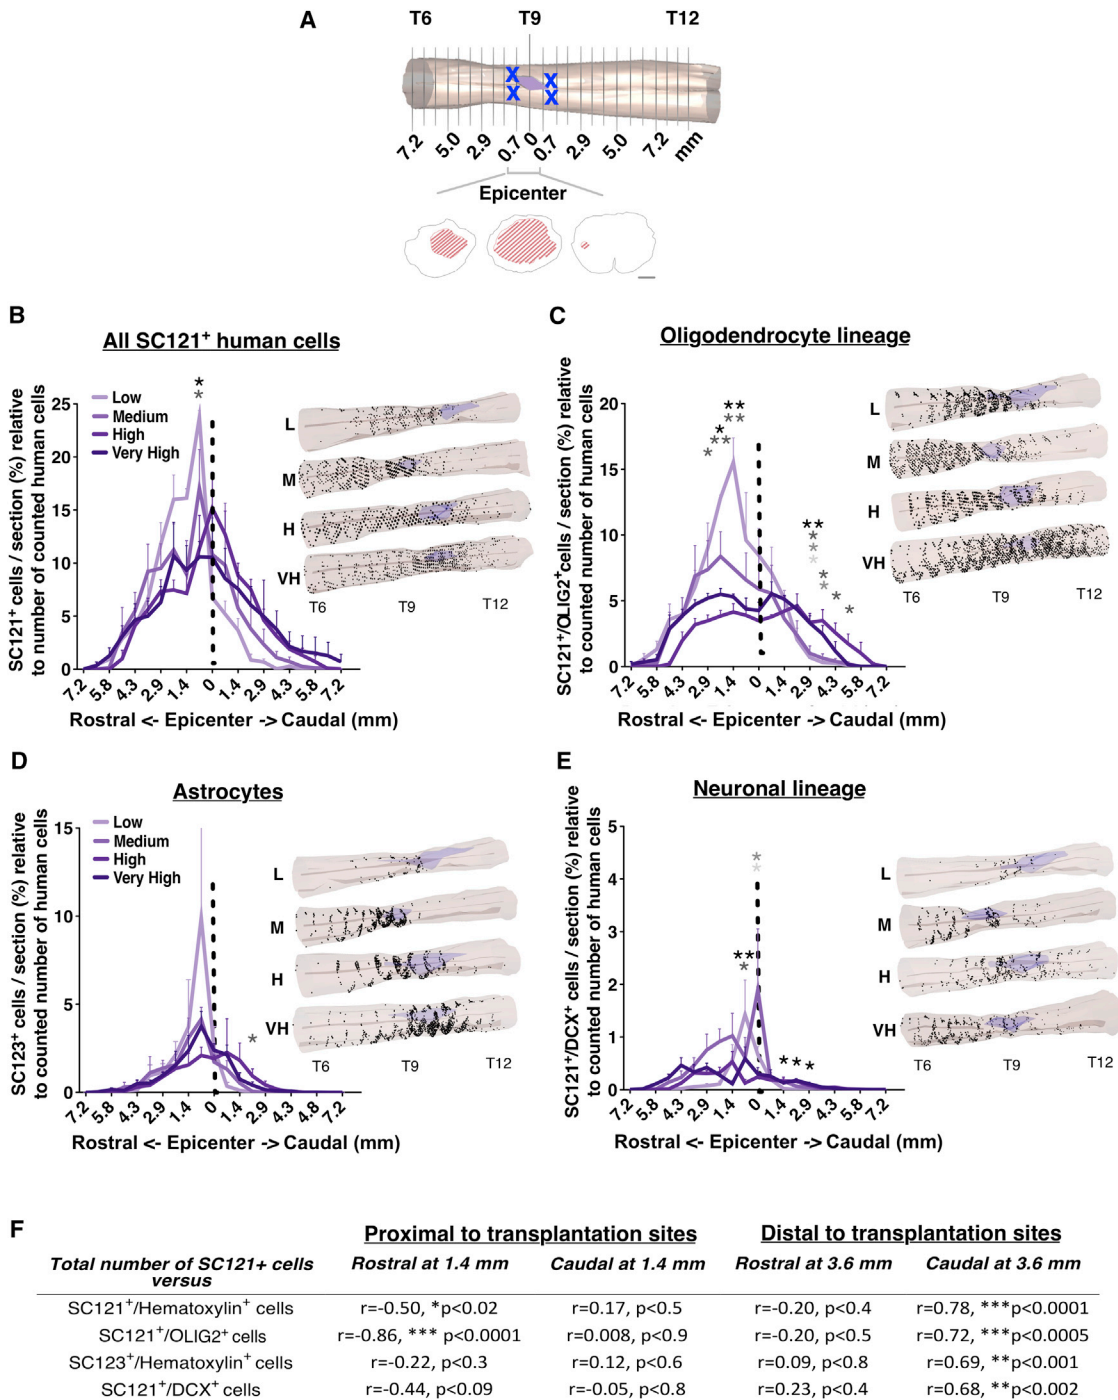 A
T6 T9 T12
X X
X X
7.2 5.0 2.9 0.7 0 0.7 2.9 5.0 7.2 mm
Epicenter
B
All SC121+ human cells
SC121+ cells / section (%) relative
to number of counted human cells
25
20
15
10
5
0
Low
Medium
High
Very High
*
*
L
M
H
VH
T6 T9 T12
7.2 5.8 4.3 2.9 1.4 0 1.4 2.9 4.3 5.8 7.2
Rostral <- Epicenter -> Caudal (mm)
C
Oligodendrocyte lineage
SC121+/OLIG2+cells / section (%) relative
to counted number of human cells
20
15
10
5
0
**
**
*
**
*
**
*
*
*
**
*
*
L
M
H
VH
T6 T9 T12
7.2 5.8 4.3 2.9 1.4 0 1.4 2.9 4.3 5.8 7.2
Rostral <- Epicenter -> Caudal (mm)
D
Astrocytes
SC123+ cells / section (%) relative
to counted number of human cells
15
10
5
0
Low
Medium
High
Very High
*
L
M
H
VH
T6 T9 T12
7.2 5.8 4.3 2.9 1.4 0 1.4 2.9 4.3 4.8 7.2
Rostral <- Epicenter -> Caudal (mm)
E
Neuronal lineage
SC121+/DCX+ cells / section (%) relative
to counted number of human cells
5
4
3
2
1
0
*
*
**
*
* * *
L
M
H
VH
T6 T9 T12
7.2 5.8 4.3 2.9 1.4 0 1.4 2.9 4.3 5.8 7.2
Rostral <- Epicenter -> Caudal (mm)
F
Proximal to transplantation sites Distal to transplantation sites
Total number of SC121+ cells
versus
Rostral at 1.4 mm Caudal at 1.4 mm Rostral at 3.6 mm Caudal at 3.6 mm
SC121+/Hematoxylin+ cells r=-0.50, *p<0.02 r=0.17, p<0.5 r=-0.20, p<0.4 r=0.78, ***p<0.0001
SC121+/OLIG2+ cells r=-0.86, *** p<0.0001 r=0.008, p<0.9 r=-0.20, p<0.5 r=0.72, ***p<0.0005
SC123+/Hematoxylin+ cells r=-0.22, p<0.3 r=0.12, p<0.6 r=0.09, p<0.8 r=0.69, **p<0.001
SC121+/DCX+ cells r=-0.44, p<0.09 r=-0.05, p<0.8 r=0.23, p<0.4 r=0.68, **p<0.002